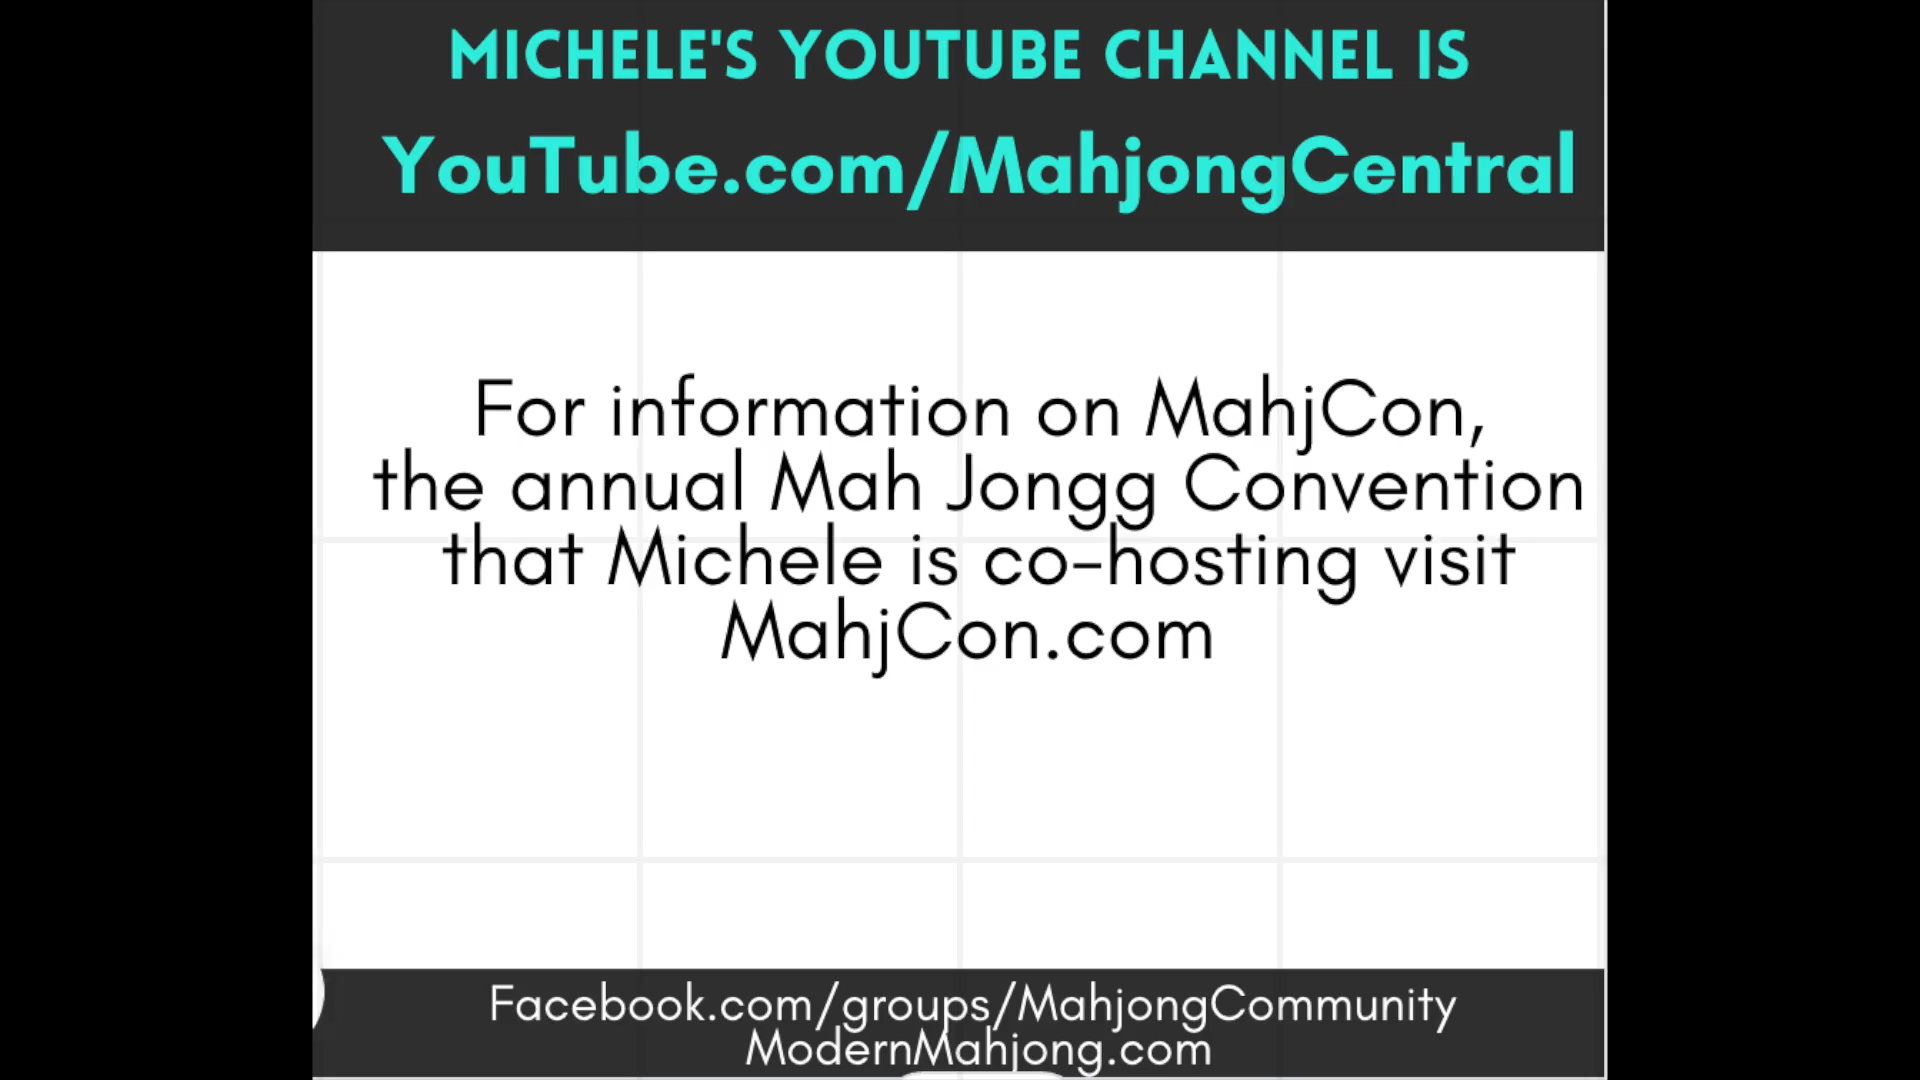 MICHELE'S YOUTUBE CHANNEL IS
YouTube.com/MahjongCentral
For information on MahjCon,
the annual Mah Jongg Convention
that Michele is co-hosting visit
MahjCon.com
Facebook.com/groups/MahjongCommunity
ModernMahjong.com